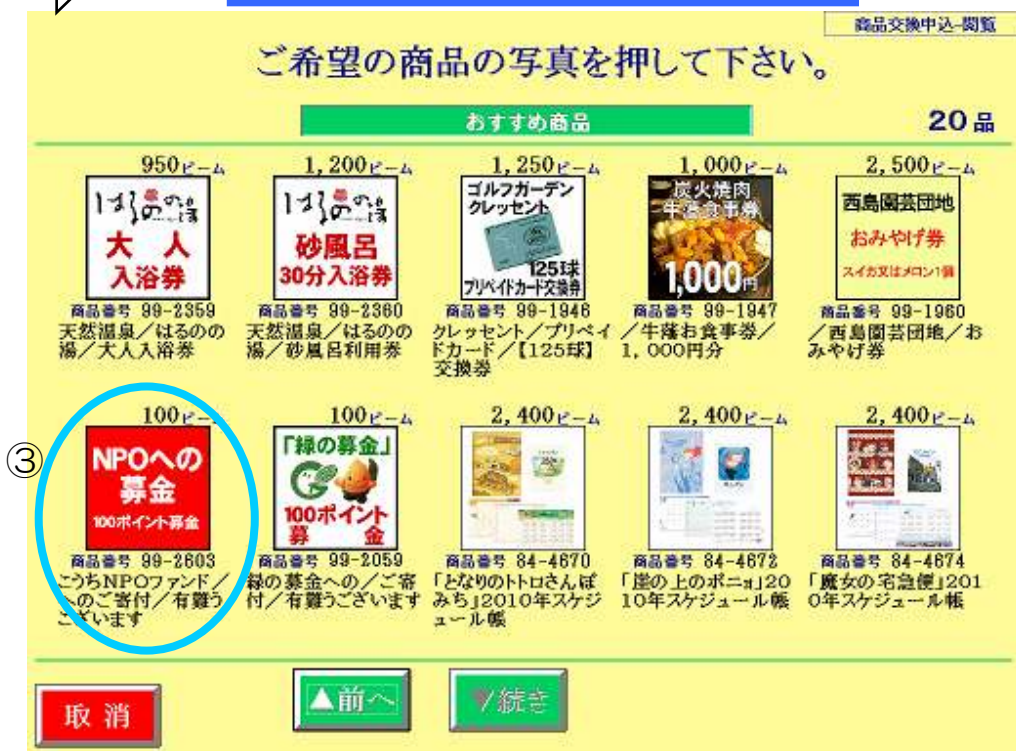 商品交換申込-閲覧
ご希望の商品の写真を押して下さい。
おすすめ商品
20品
950ビーム
1,200ビーム
1,250ビーム
1,000ビーム
2,500ビーム
はるのの湯
大人
入浴券
はるのの湯
砂風呂
30分入浴券
ゴルフガーデン
クレッセント
125球
プリペイドカード交換券
炭火焼肉
牛蔵食事券
1,000円
西島園芸団地
おみやげ券
スイカ又はメロン1個
商品番号 99-2359
天然温泉/はるのの
湯/大人入浴券
商品番号 99-2360
天然温泉/はるのの
湯/砂風呂利用券
商品番号 99-1946
クレッセント/プリペイ
ドカード/【125球】
交換券
商品番号 99-1947
/牛蔵お食事券/
1,000円分
商品番号 99-1960
/西島園芸団地/お
みやげ券
100ビーム
100ビーム
2,400ビーム
2,400ビーム
2,400ビーム
③
NPOへの
募金
100ポイント募金
「緑の募金」
100ポイント
募金
商品番号 99-2603
こうちNPOファンド/
へのご寄付/有難う
ございます
商品番号 99-2059
緑の募金への/ご寄
付/有難うございます
商品番号 84-4670
「となりのトトロさんぽ
みち」2010年スケジ
ュール帳
商品番号 84-4672
「崖の上のポニョ」20
10年スケジュール帳
商品番号 84-4674
「魔女の宅急便」201
0年スケジュール帳
取消
▲前へ
▼続き